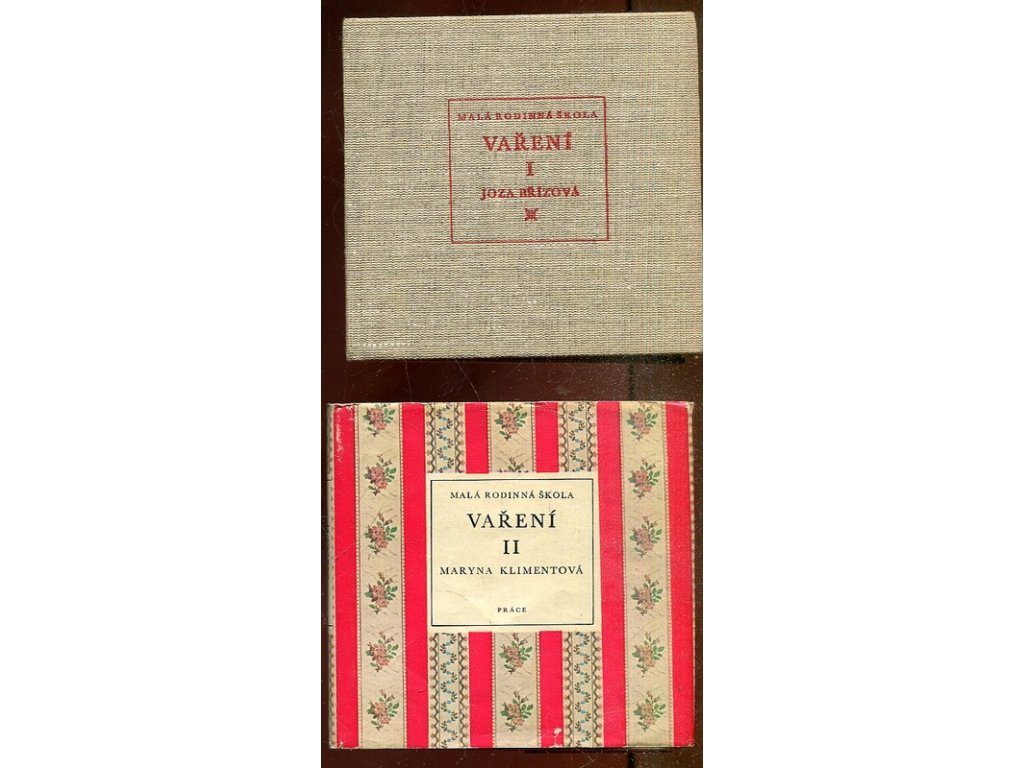 MALÁ RODINNÁ ŠKOLA
VAŘENÍ
I
JOZA BŘÍZOVÁ
MALÁ RODINNÁ ŠKOLA
VAŘENÍ
II
MARYNA KLIMENTOVÁ
PRÁCE